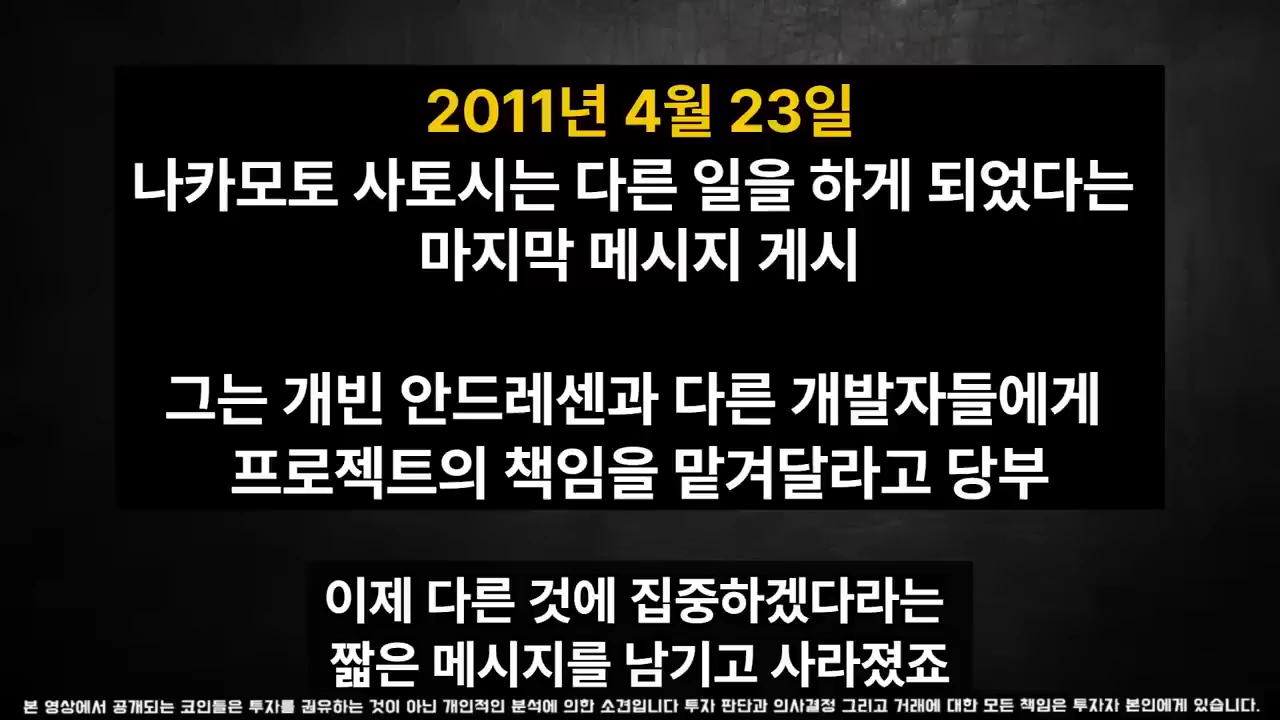 2011년 4월 23일
나카모토 사토시는 다른 일을 하게 되었다는
마지막 메시지 게시
그는 개빈 안드레센과 다른 개발자들에게
프로젝트의 책임을 맡겨달라고 당부
이제 다른 것에 집중하겠다라는
짧은 메시지를 남기고 사라졌죠
본 영상에서 공개되는 코인들은 투자를 권유하는 것이 아닌 개인적인 분석에 의한 소견입니다 투자 판단과 의사결정 그리고 거래에 대한 모든 책임은 투자자 본인에게 있습니다.